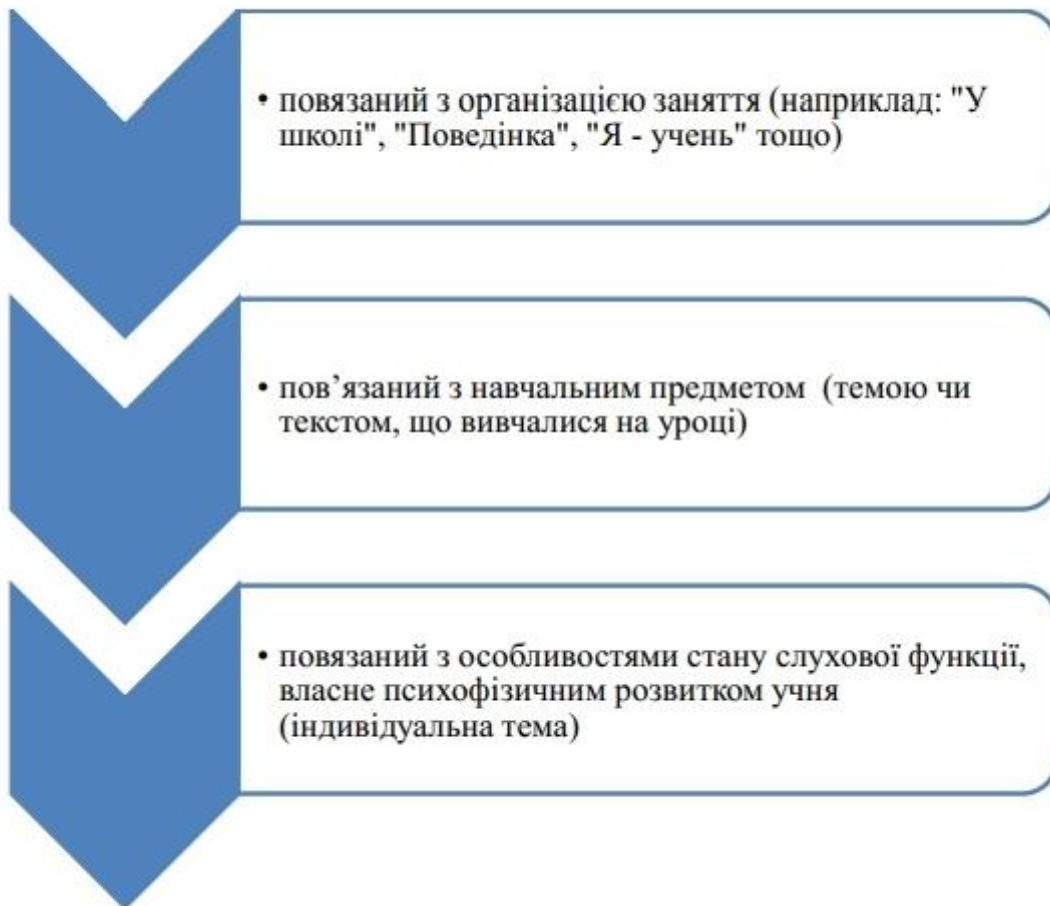 • повязаний з організацією заняття (наприклад: "У
школі", "Поведінка", "Я - учень" тощо)
• пов’язаний з навчальним предметом (темою чи
текстом, що вивчалися на уроці)
• повязаний з особливостями стану слухової функції,
власне психофізичним розвитком учня
(індивідуальна тема)